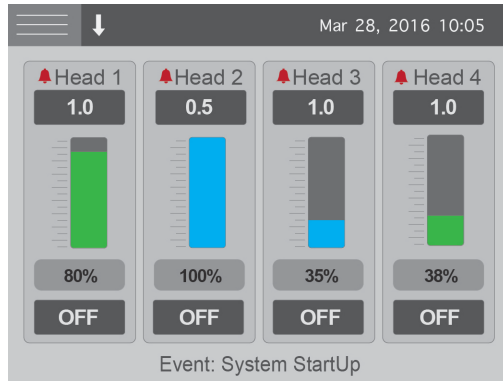 Mar 28, 2016 10:05
Head 1 Head 2 Head 3 Head 4
1.0 0.5 1.0 1.0
80% 100% 35% 38%
OFF OFF OFF OFF
Event: System StartUp